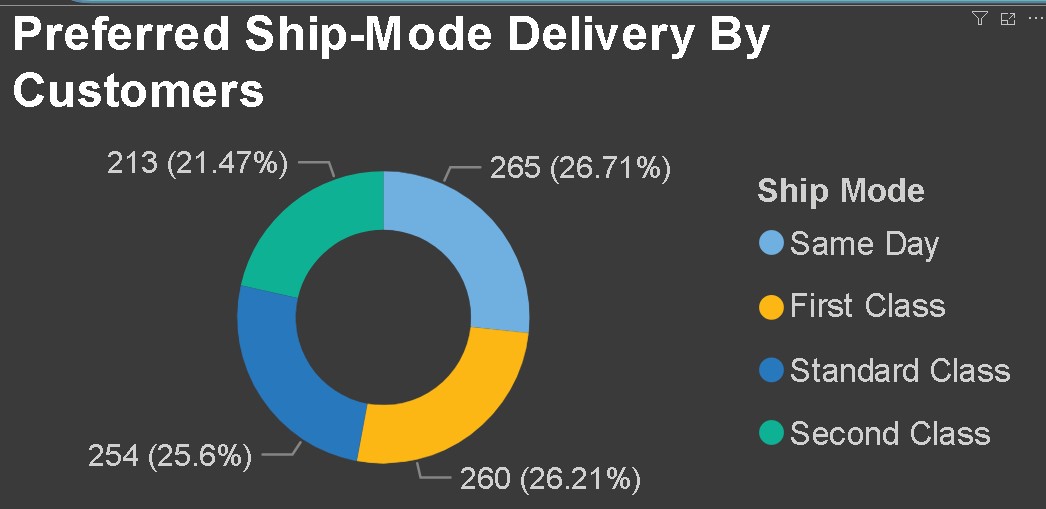 Preferred Ship-Mode Delivery By
Customers
213 (21.47%)
265 (26.71%)
254 (25.6%)
260 (26.21%)
Ship Mode
Same Day
First Class
Standard Class
Second Class